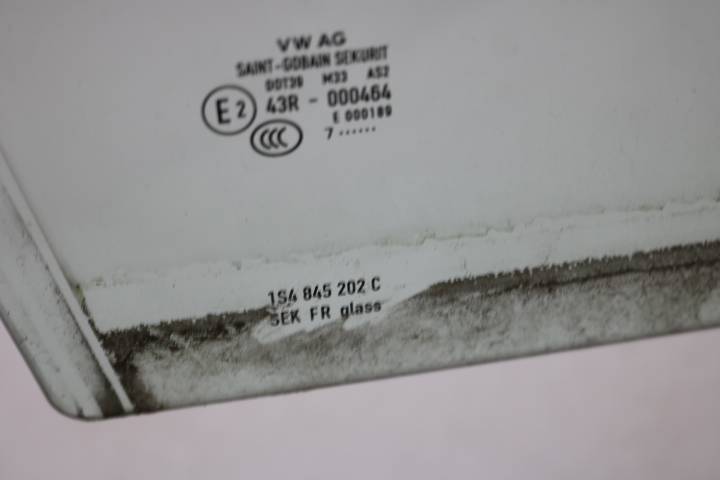 VW AG
SAINT-GOBAIN SEKURIT
DOT39 M33 AS2
E2 43R - 000464
E 000189
CCC 7 ······
1S4 845 202 C
SEK FR glass